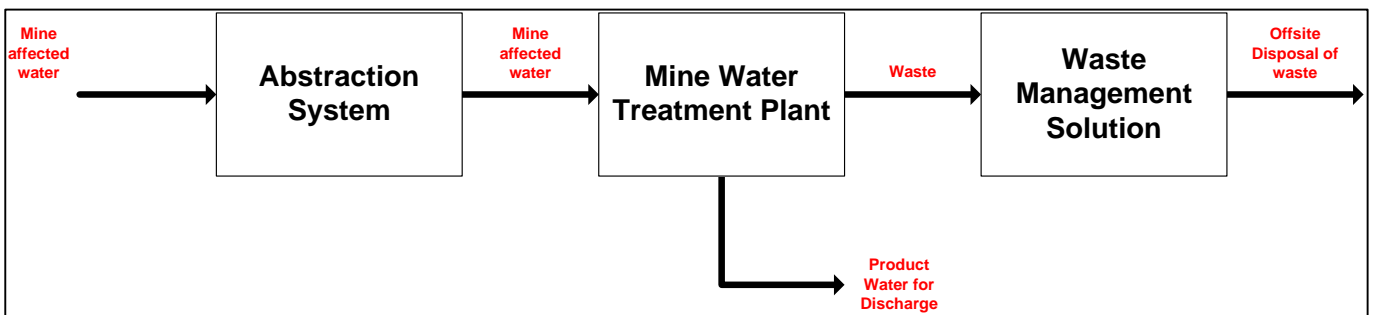 Mine
affected
water
Abstraction
System
Mine
affected
water
Mine Water
Treatment Plant
Waste
Waste
Management
Solution
Offsite
Disposal of
waste
Product
Water for
Discharge